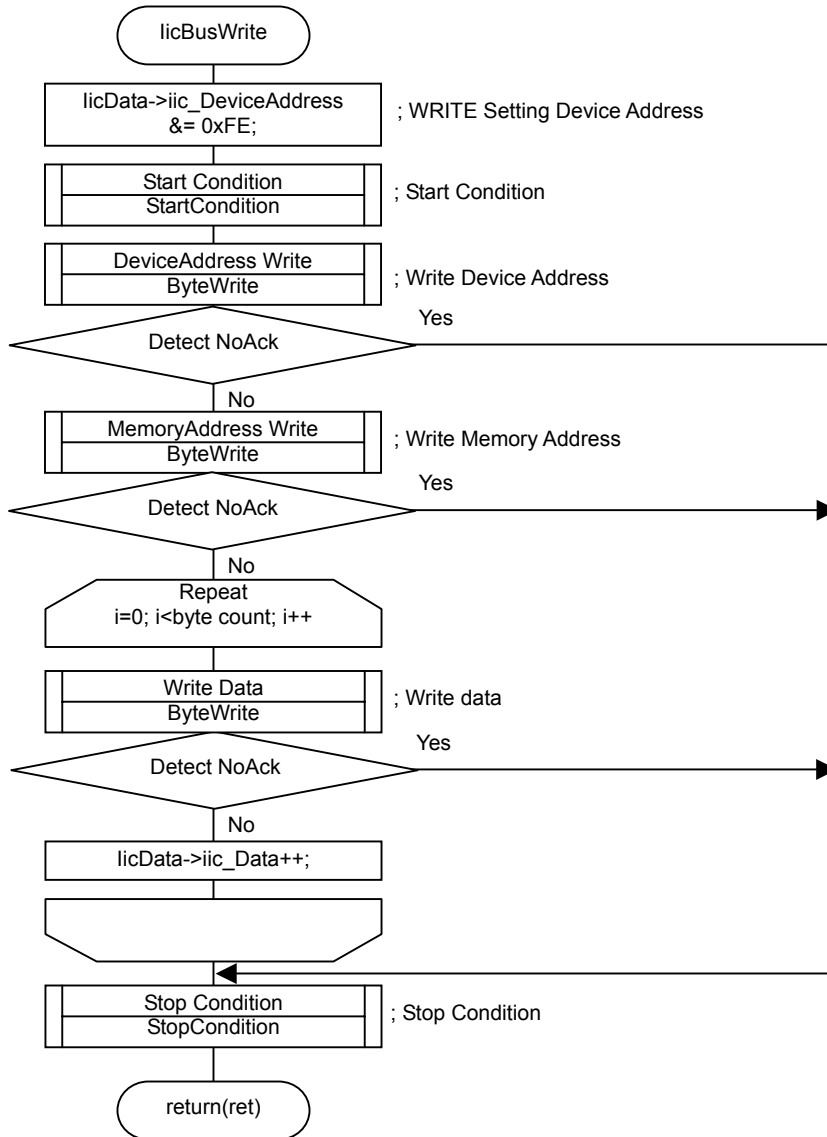 IicBusWrite
IicData->iic_DeviceAddress
&= 0xFE;
; WRITE Setting Device Address
Start Condition
StartCondition
; Start Condition
DeviceAddress Write
ByteWrite
; Write Device Address
Yes
Detect NoAck
No
MemoryAddress Write
ByteWrite
; Write Memory Address
Yes
Detect NoAck
No
Repeat
i=0; i<byte count; i++
Write Data
ByteWrite
; Write data
Yes
Detect NoAck
No
IicData->iic_Data++;
Stop Condition
StopCondition
; Stop Condition
return(ret)